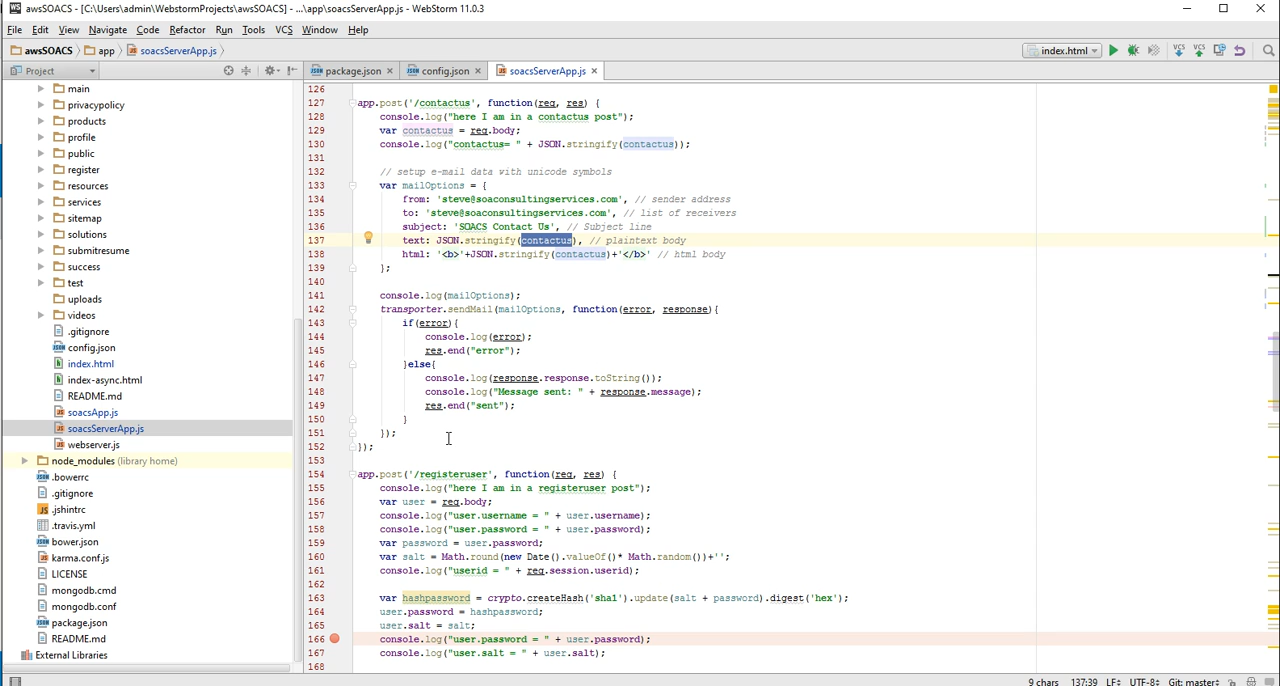 awsSOACS - [C:\Users\admin\WebstormProjects\awsSOACS] - ...\app\soacsServerApp.js - WebStorm 11.0.3
File Edit View Navigate Code Refactor Run Tools VCS Window Help
awsSOACS app soacsServerApp.js index.html VCS VCS
Project package.json config.json soacsServerApp.js
main
privacypolicy
products
profile
public
register
resources
services
sitemap
solutions
submitresume
success
test
uploads
videos
.gitignore
config.json
index.html
index-async.html
README.md
soacsApp.js
soacsServerApp.js
webserver.js
node_modules (library home)
.bowerrc
.gitignore
.jshintrc
.travis.yml
bower.json
karma.conf.js
LICENSE
mongodb.cmd
mongodb.conf
package.json
README.md
External Libraries
126
127 app.post('/contactus', function(req, res) {
128 console.log("here I am in a contactus post");
129 var contactus = req.body;
130 console.log("contactus= " + JSON.stringify(contactus));
131
132 // setup e-mail data with unicode symbols
133 var mailOptions = {
134 from: 'steve@soaconsultingservices.com', // sender address
135 to: 'steve@soaconsultingservices.com', // list of receivers
136 subject: 'SOACS Contact Us', // Subject line
137 text: JSON.stringify(contactus), // plaintext body
138 html: '<b>'+JSON.stringify(contactus)+'</b>' // html body
139 };
140
141 console.log(mailOptions);
142 transporter.sendMail(mailOptions, function(error, response){
143 if(error){
144 console.log(error);
145 res.end("error");
146 }else{
147 console.log(response.response.toString());
148 console.log("Message sent: " + response.message);
149 res.end("sent");
150 }
151 });
152 });
153
154 app.post('/registeruser', function(req, res) {
155 console.log("here I am in a registeruser post");
156 var user = req.body;
157 console.log("user.username = " + user.username);
158 console.log("user.password = " + user.password);
159 var password = user.password;
160 var salt = Math.round(new Date().valueOf()* Math.random())+'';
161 console.log("userid = " + req.session.userid);
162
163 var hashpassword = crypto.createHash('sha1').update(salt + password).digest('hex');
164 user.password = hashpassword;
165 user.salt = salt;
166 console.log("user.password = " + user.password);
167 console.log("user.salt = " + user.salt);
168
9 chars 137:39 LF UTF-8 Git: master